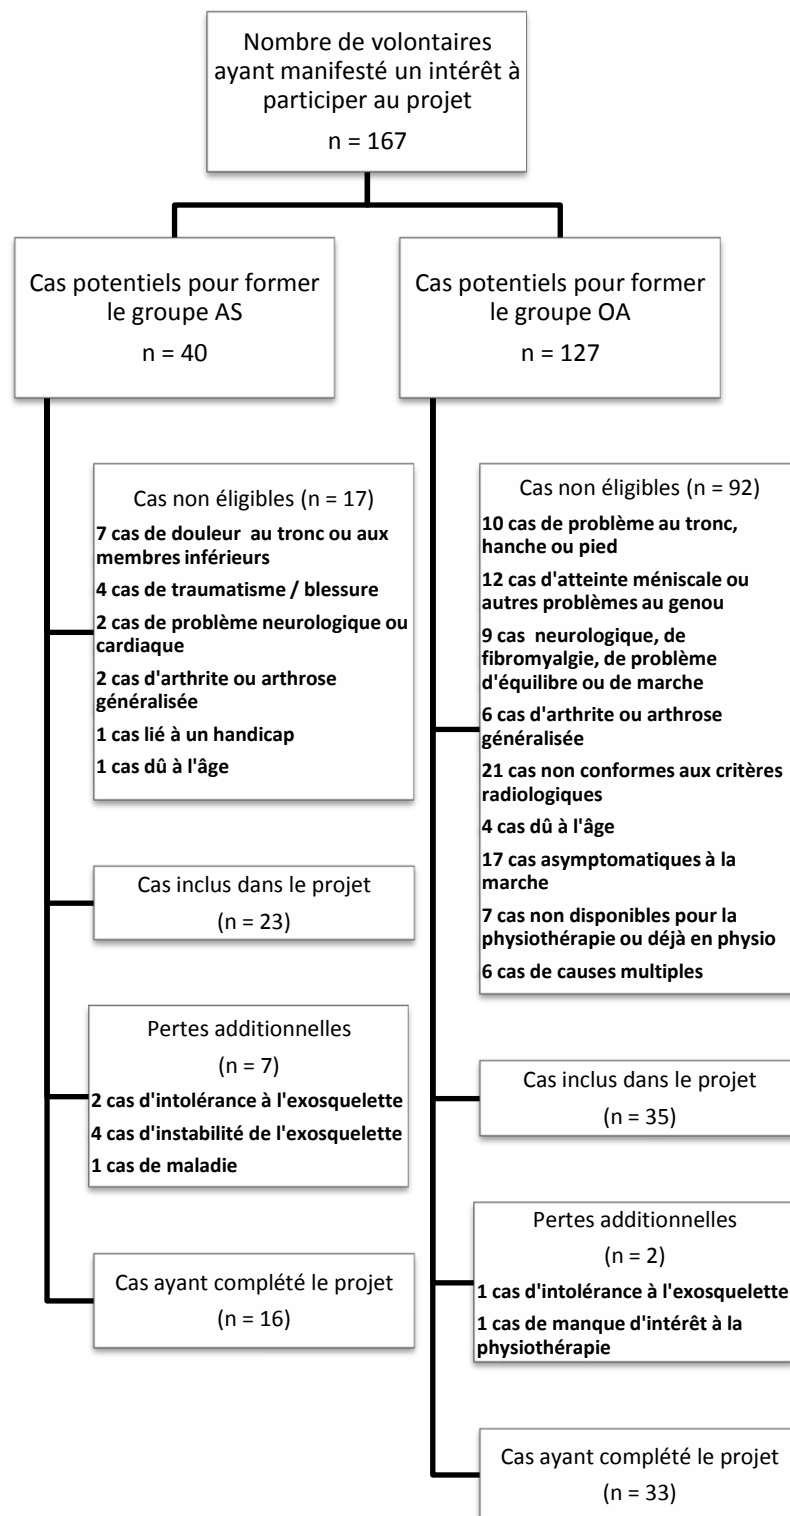 Nombre de volontaires
ayant manifesté un intérêt à
participer au projet
n = 167
Cas potentiels pour former
le groupe AS
n = 40
Cas potentiels pour former
le groupe OA
n = 127
Cas non éligibles (n = 17)
7 cas de douleur au tronc ou aux
membres inférieurs
4 cas de traumatisme / blessure
2 cas de problème neurologique ou
cardiaque
2 cas d'arthrite ou arthrose
généralisée
1 cas lié à un handicap
1 cas dû à l'âge
Cas inclus dans le projet
(n = 23)
Pertes additionnelles
(n = 7)
2 cas d'intolérance à l'exosquelette
4 cas d'instabilité de l'exosquelette
1 cas de maladie
Cas ayant complété le projet
(n = 16)
Cas non éligibles (n = 92)
10 cas de problème au tronc,
hanche ou pied
12 cas d'atteinte méniscale ou
autres problèmes au genou
9 cas neurologique, de
fibromyalgie, de problème
d'équilibre ou de marche
6 cas d'arthrite ou arthrose
généralisée
21 cas non conformes aux critères
radiologiques
4 cas dû à l'âge
17 cas asymptomatiques à la
marche
7 cas non disponibles pour la
physiothérapie ou déjà en physio
6 cas de causes multiples
Cas inclus dans le projet
(n = 35)
Pertes additionnelles
(n = 2)
1 cas d'intolérance à l'exosquelette
1 cas de manque d'intérêt à la
physiothérapie
Cas ayant complété le projet
(n = 33)